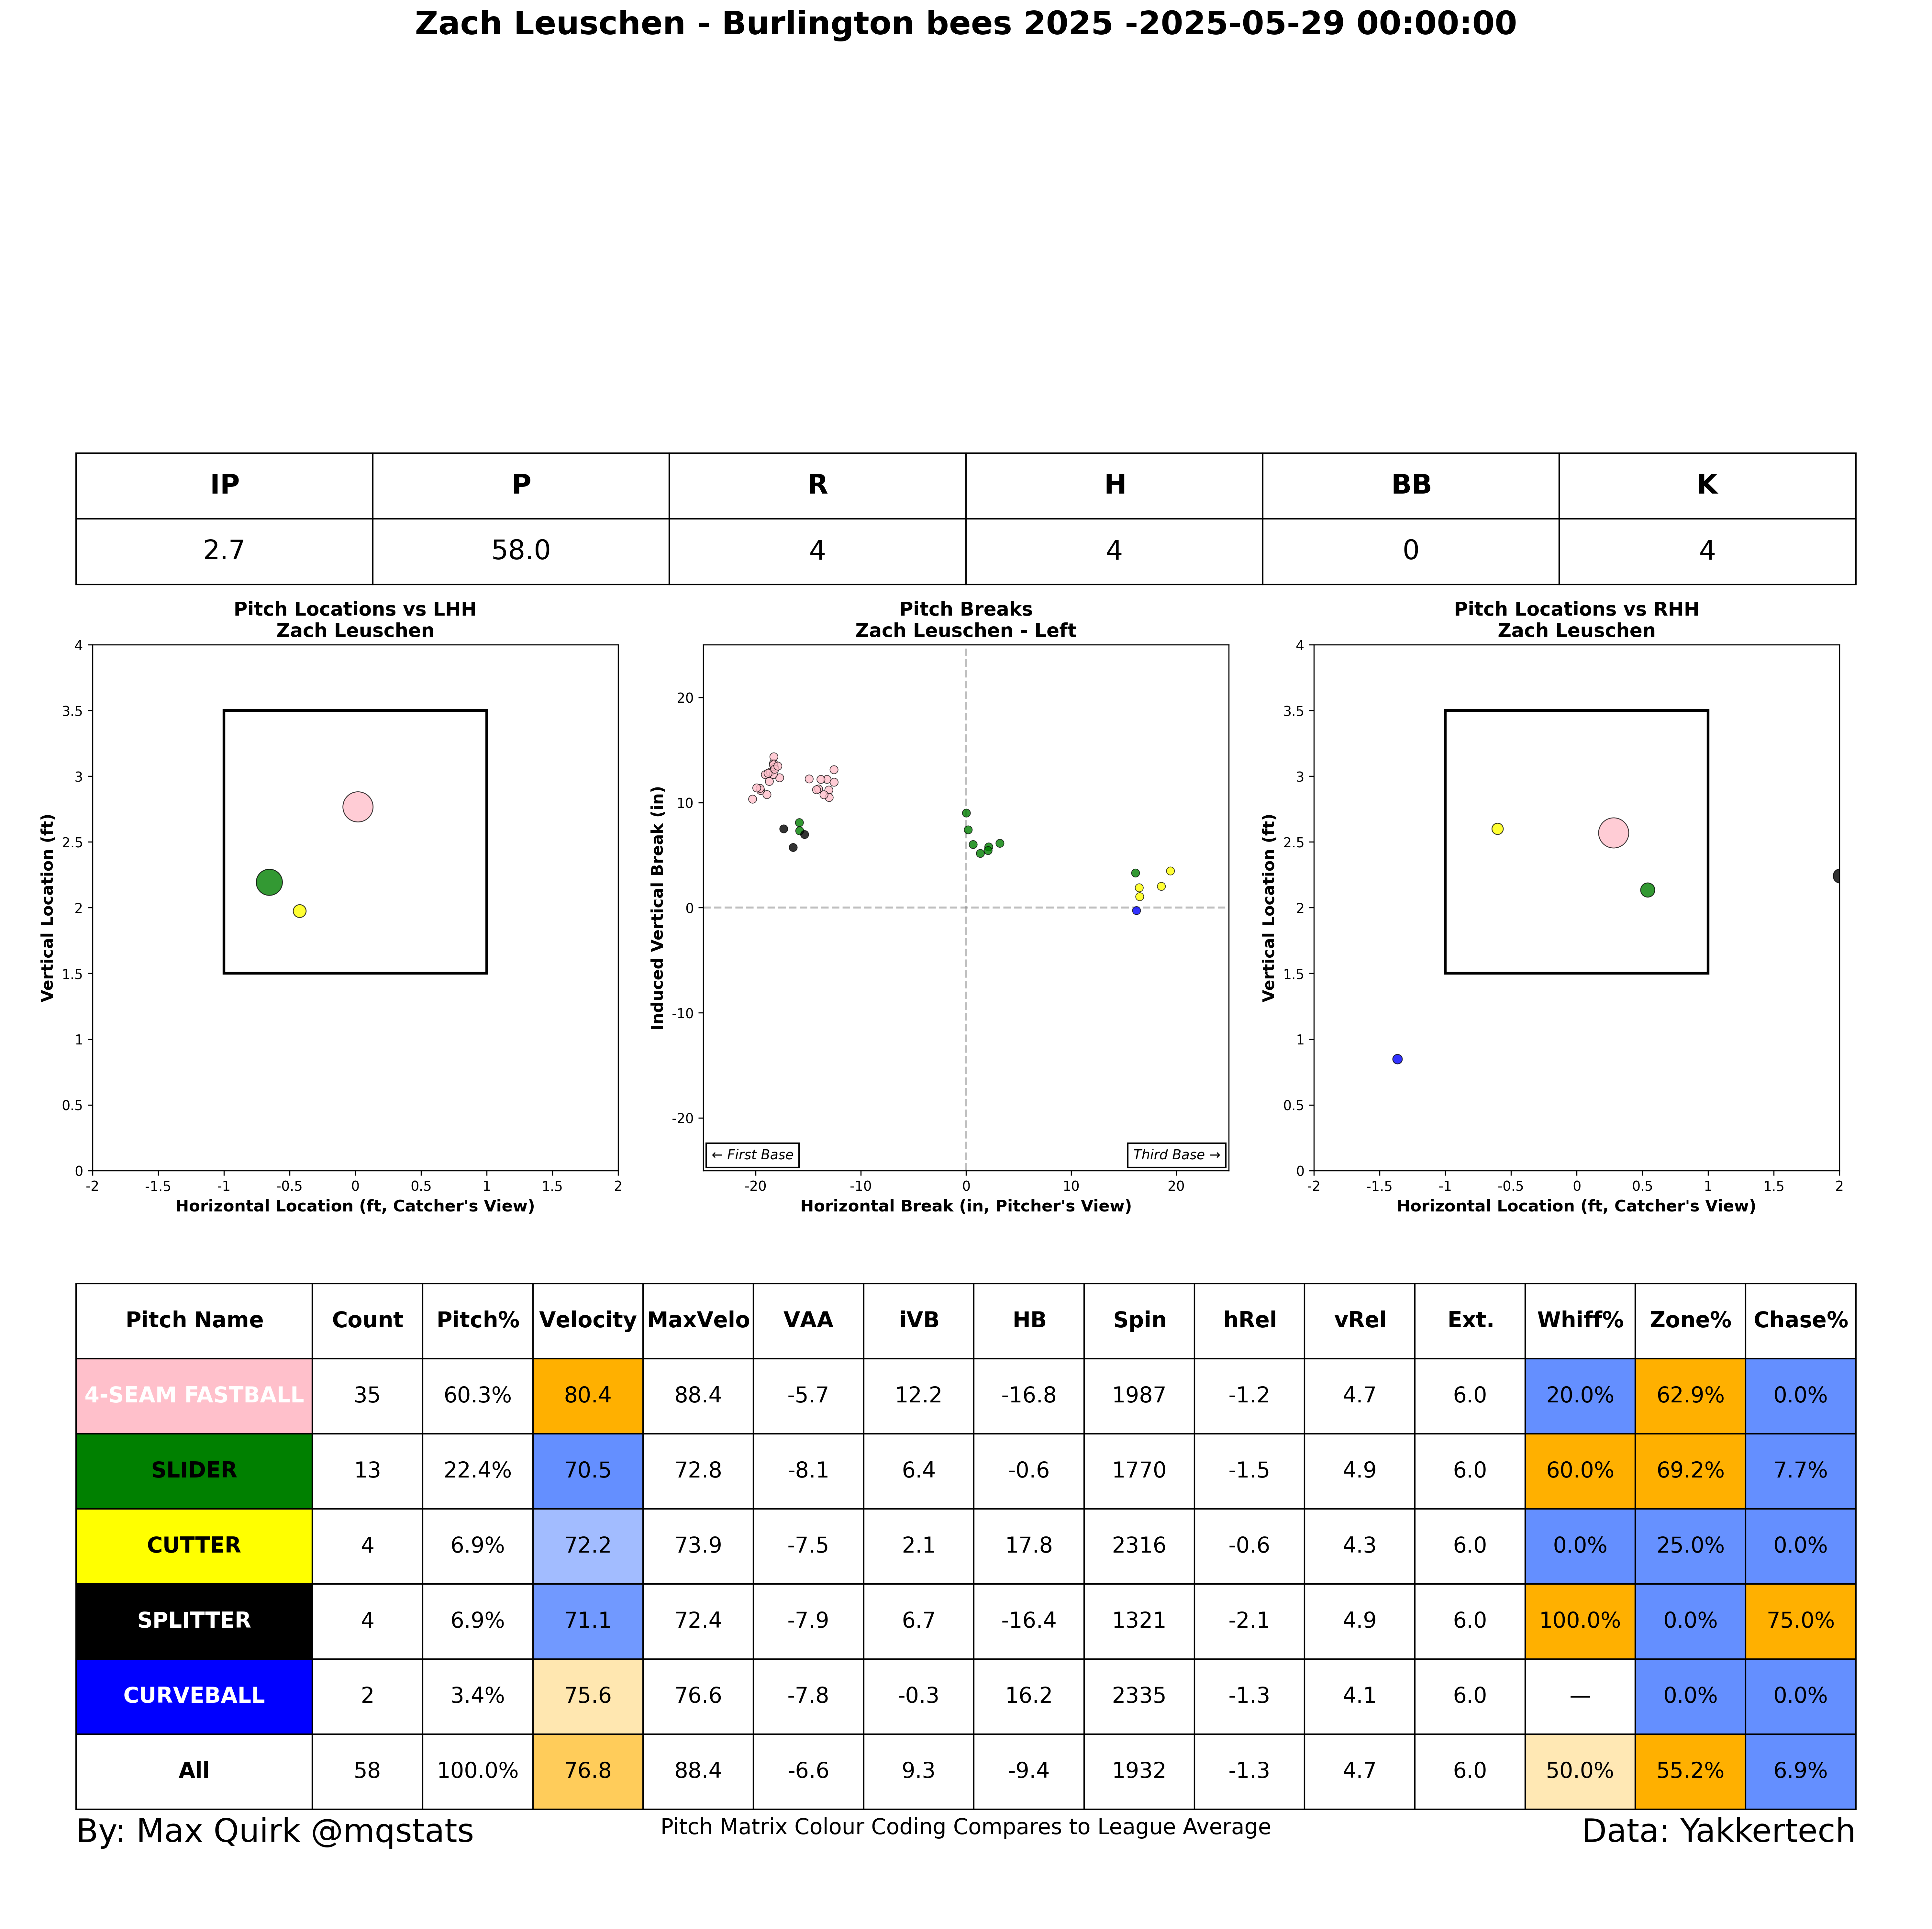 Zach Leuschen - Burlington bees 2025 -2025-05-29 00:00:00
IP P R H BB K
2.7 58.0 4 4 0 4
Pitch Locations vs LHH
Zach Leuschen
4
3.5
3
2.5
2
1.5
1
0.5
0
-2 -1.5 -1 -0.5 0 0.5 1 1.5 2
Vertical Location (ft)
Horizontal Location (ft, Catcher's View)
Pitch Breaks
Zach Leuschen - Left
20
10
0
-10
-20
← First Base Third Base →
-20 -10 0 10 20
Induced Vertical Break (in)
Horizontal Break (in, Pitcher's View)
Pitch Locations vs RHH
Zach Leuschen
4
3.5
3
2.5
2
1.5
1
0.5
0
-2 -1.5 -1 -0.5 0 0.5 1 1.5 2
Vertical Location (ft)
Horizontal Location (ft, Catcher's View)
Pitch Name Count Pitch% Velocity MaxVelo VAA iVB HB Spin hRel vRel Ext. Whiff% Zone% Chase%
4-SEAM FASTBALL 35 60.3% 80.4 88.4 -5.7 12.2 -16.8 1987 -1.2 4.7 6.0 20.0% 62.9% 0.0%
SLIDER 13 22.4% 70.5 72.8 -8.1 6.4 -0.6 1770 -1.5 4.9 6.0 60.0% 69.2% 7.7%
CUTTER 4 6.9% 72.2 73.9 -7.5 2.1 17.8 2316 -0.6 4.3 6.0 0.0% 25.0% 0.0%
SPLITTER 4 6.9% 71.1 72.4 -7.9 6.7 -16.4 1321 -2.1 4.9 6.0 100.0% 0.0% 75.0%
CURVEBALL 2 3.4% 75.6 76.6 -7.8 -0.3 16.2 2335 -1.3 4.1 6.0 — 0.0% 0.0%
All 58 100.0% 76.8 88.4 -6.6 9.3 -9.4 1932 -1.3 4.7 6.0 50.0% 55.2% 6.9%
By: Max Quirk @mqstats
Pitch Matrix Colour Coding Compares to League Average
Data: Yakkertech